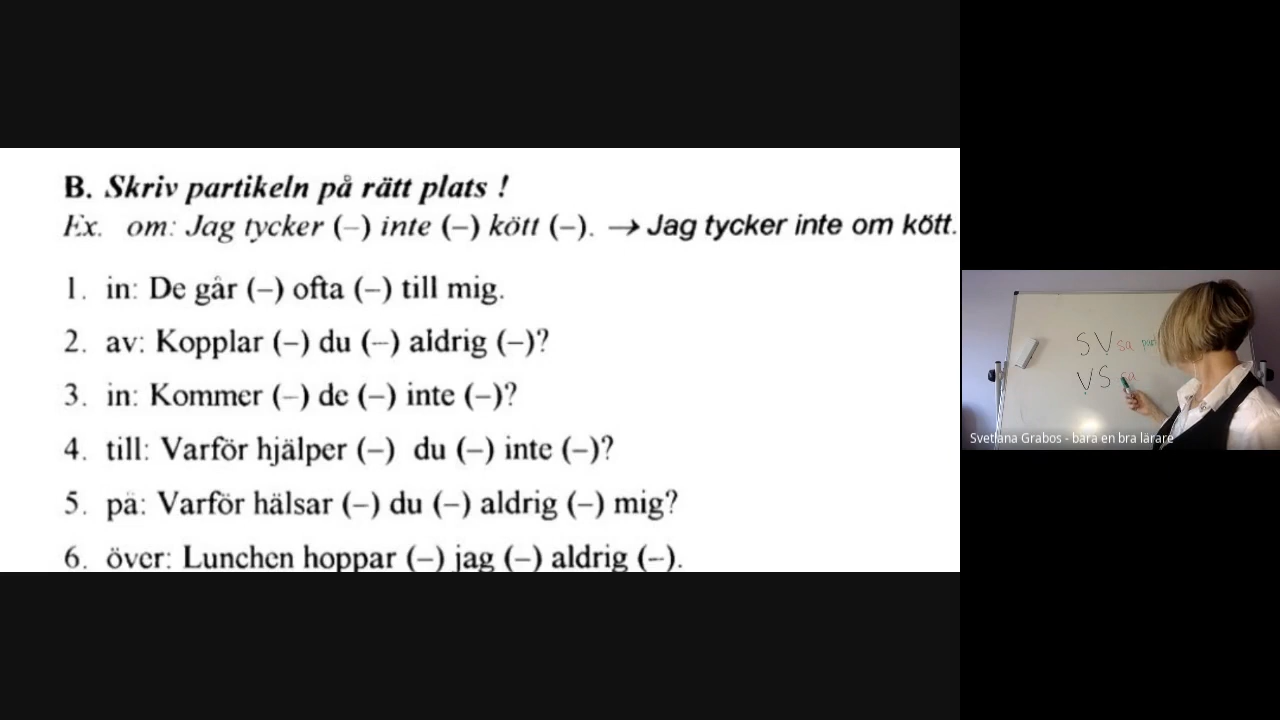 B. Skriv partikeln på rätt plats !
Ex. om: Jag tycker (–) inte (–) kött (–). → Jag tycker inte om kött.
1. in: De går (–) ofta (–) till mig.
2. av: Kopplar (–) du (–) aldrig (–)?
3. in: Kommer (–) de (–) inte (–)?
4. till: Varför hjälper (–) du (–) inte (–)?
5. på: Varför hälsar (–) du (–) aldrig (–) mig?
6. över: Lunchen hoppar (–) jag (–) aldrig (–).
SV sa
VS sa
Svetlana Grabos - bara en bra lärare